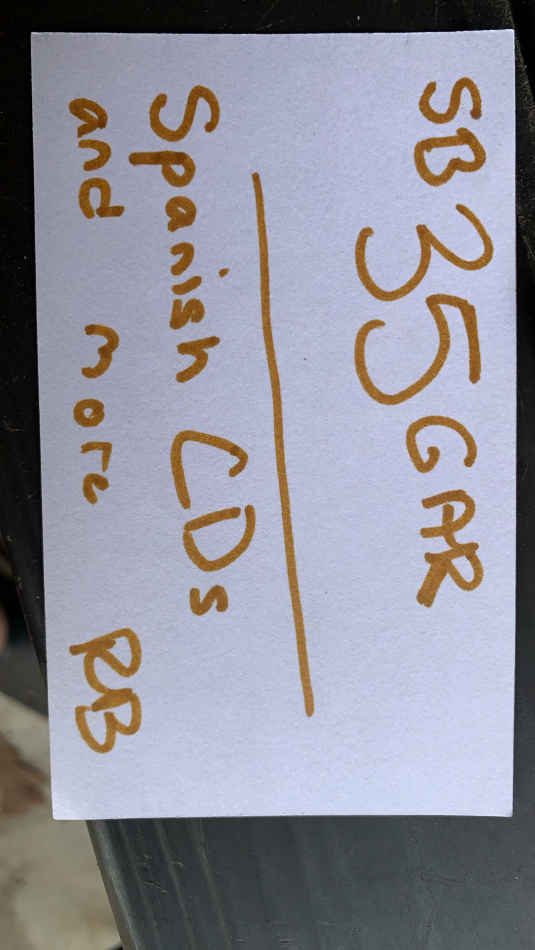 SB 35 GAR
Spanish CDs
and more RB